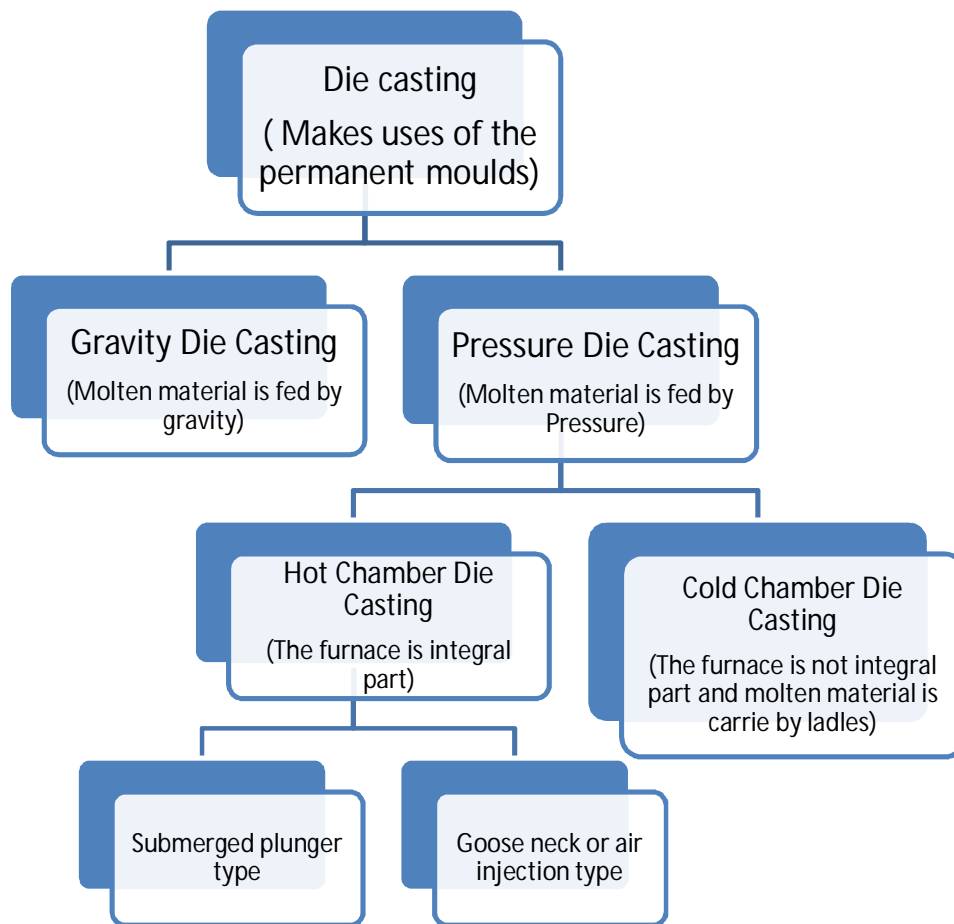 Die casting
( Makes uses of the
permanent moulds)
Gravity Die Casting
(Molten material is fed by
gravity)
Pressure Die Casting
(Molten material is fed by
Pressure)
Hot Chamber Die
Casting
(The furnace is integral
part)
Cold Chamber Die
Casting
(The furnace is not integral
part and molten material is
carrie by ladles)
Submerged plunger
type
Goose neck or air
injection type